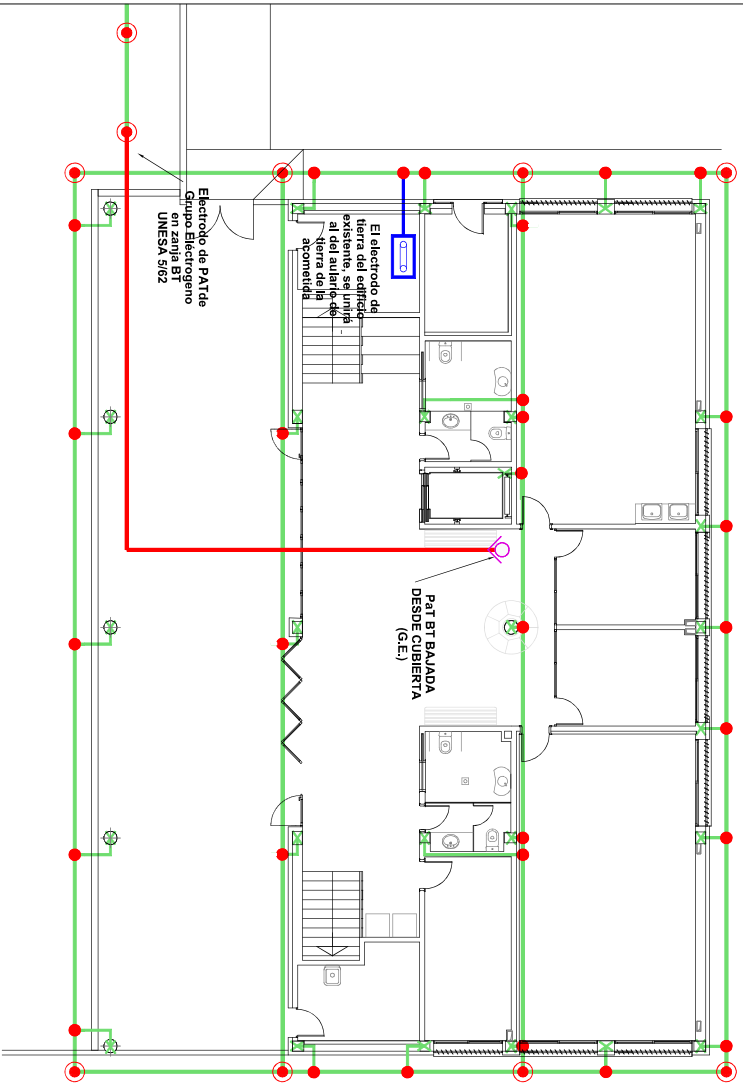 Electrodo de PATde
Grupo Eléctrogeno
en zanja BT
UNESA 5/62
El electrodo de
tierra del edificio
existente, se unirá
al del aulario de
tierra de la
acometida
PaT BT BAJADA
DESDE CUBIERTA
(G.E.)